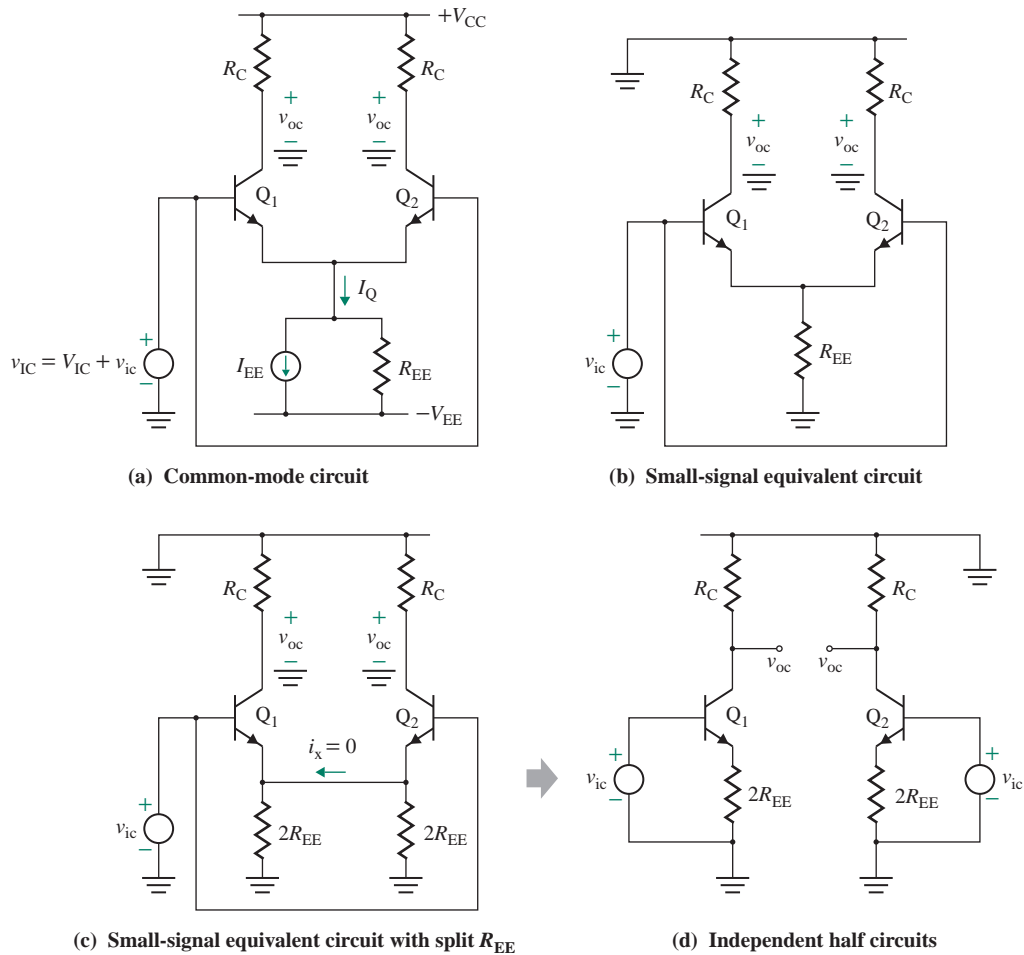 +V_CC
R_C
R_C
+
v_oc
−
+
v_oc
−
Q_1
Q_2
I_Q
+
v_IC = V_IC + v_ic
−
I_EE
R_EE
−V_EE
(a) Common-mode circuit
R_C
R_C
+
v_oc
−
+
v_oc
−
Q_1
Q_2
+
v_ic
−
R_EE
(b) Small-signal equivalent circuit
R_C
R_C
+
v_oc
−
+
v_oc
−
Q_1
Q_2
i_x = 0
+
v_ic
−
2R_EE
2R_EE
(c) Small-signal equivalent circuit with split R_EE
R_C
R_C
v_oc
v_oc
Q_1
Q_2
+
v_ic
−
2R_EE
2R_EE
+
v_ic
−
(d) Independent half circuits